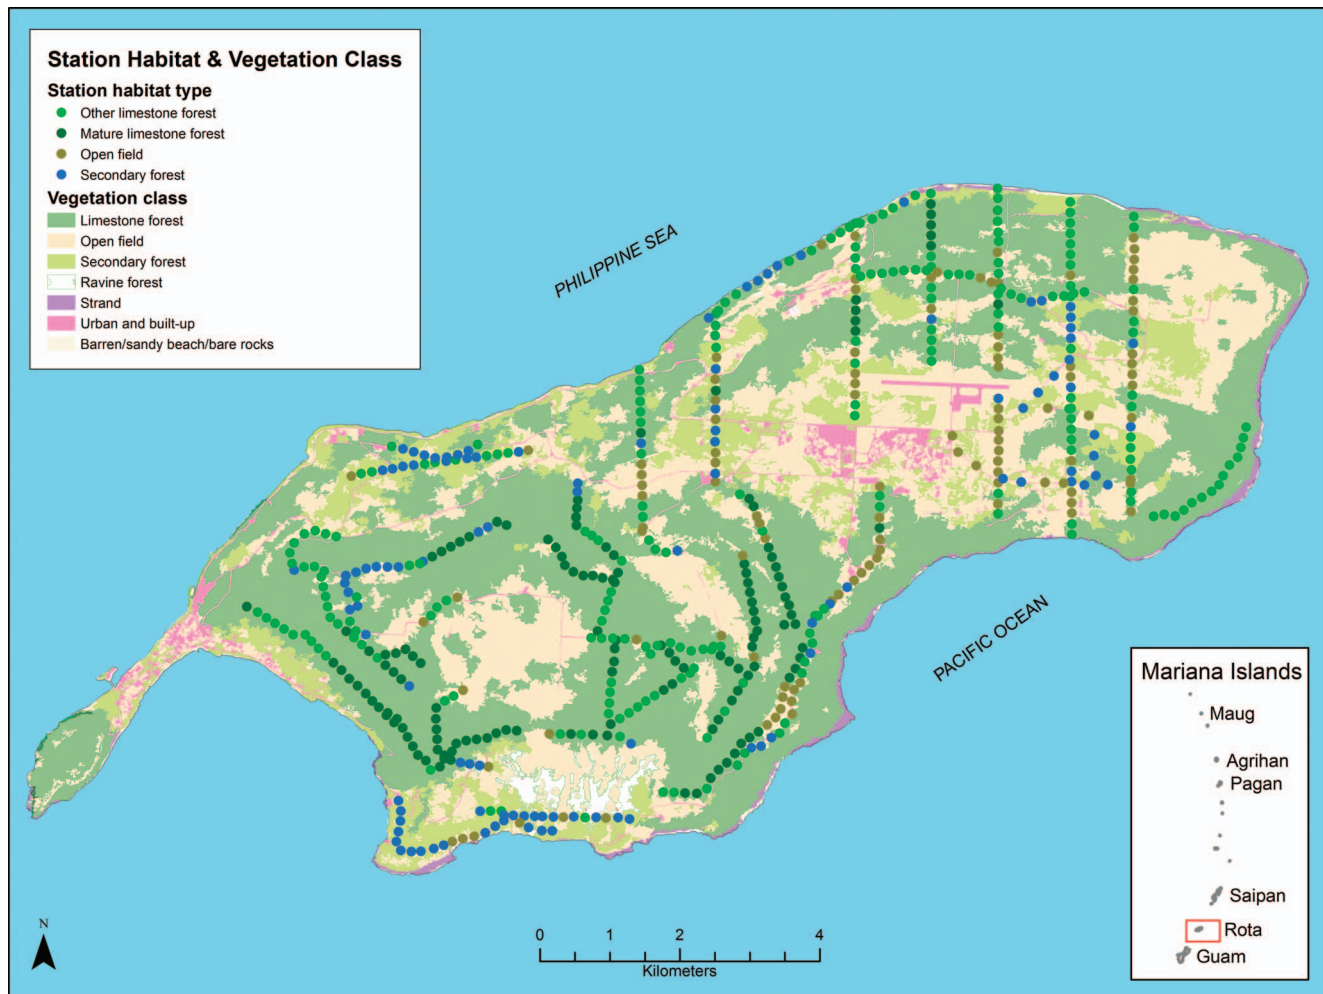 Station Habitat & Vegetation Class
Station habitat type
Other limestone forest
Mature limestone forest
Open field
Secondary forest
Vegetation class
Limestone forest
Open field
Secondary forest
Ravine forest
Strand
Urban and built-up
Barren/sandy beach/bare rocks
PHILIPPINE SEA
PACIFIC OCEAN
Mariana Islands
Maug
Agrihan
Pagan
Saipan
Rota
Guam
N
0 1 2 4
Kilometers